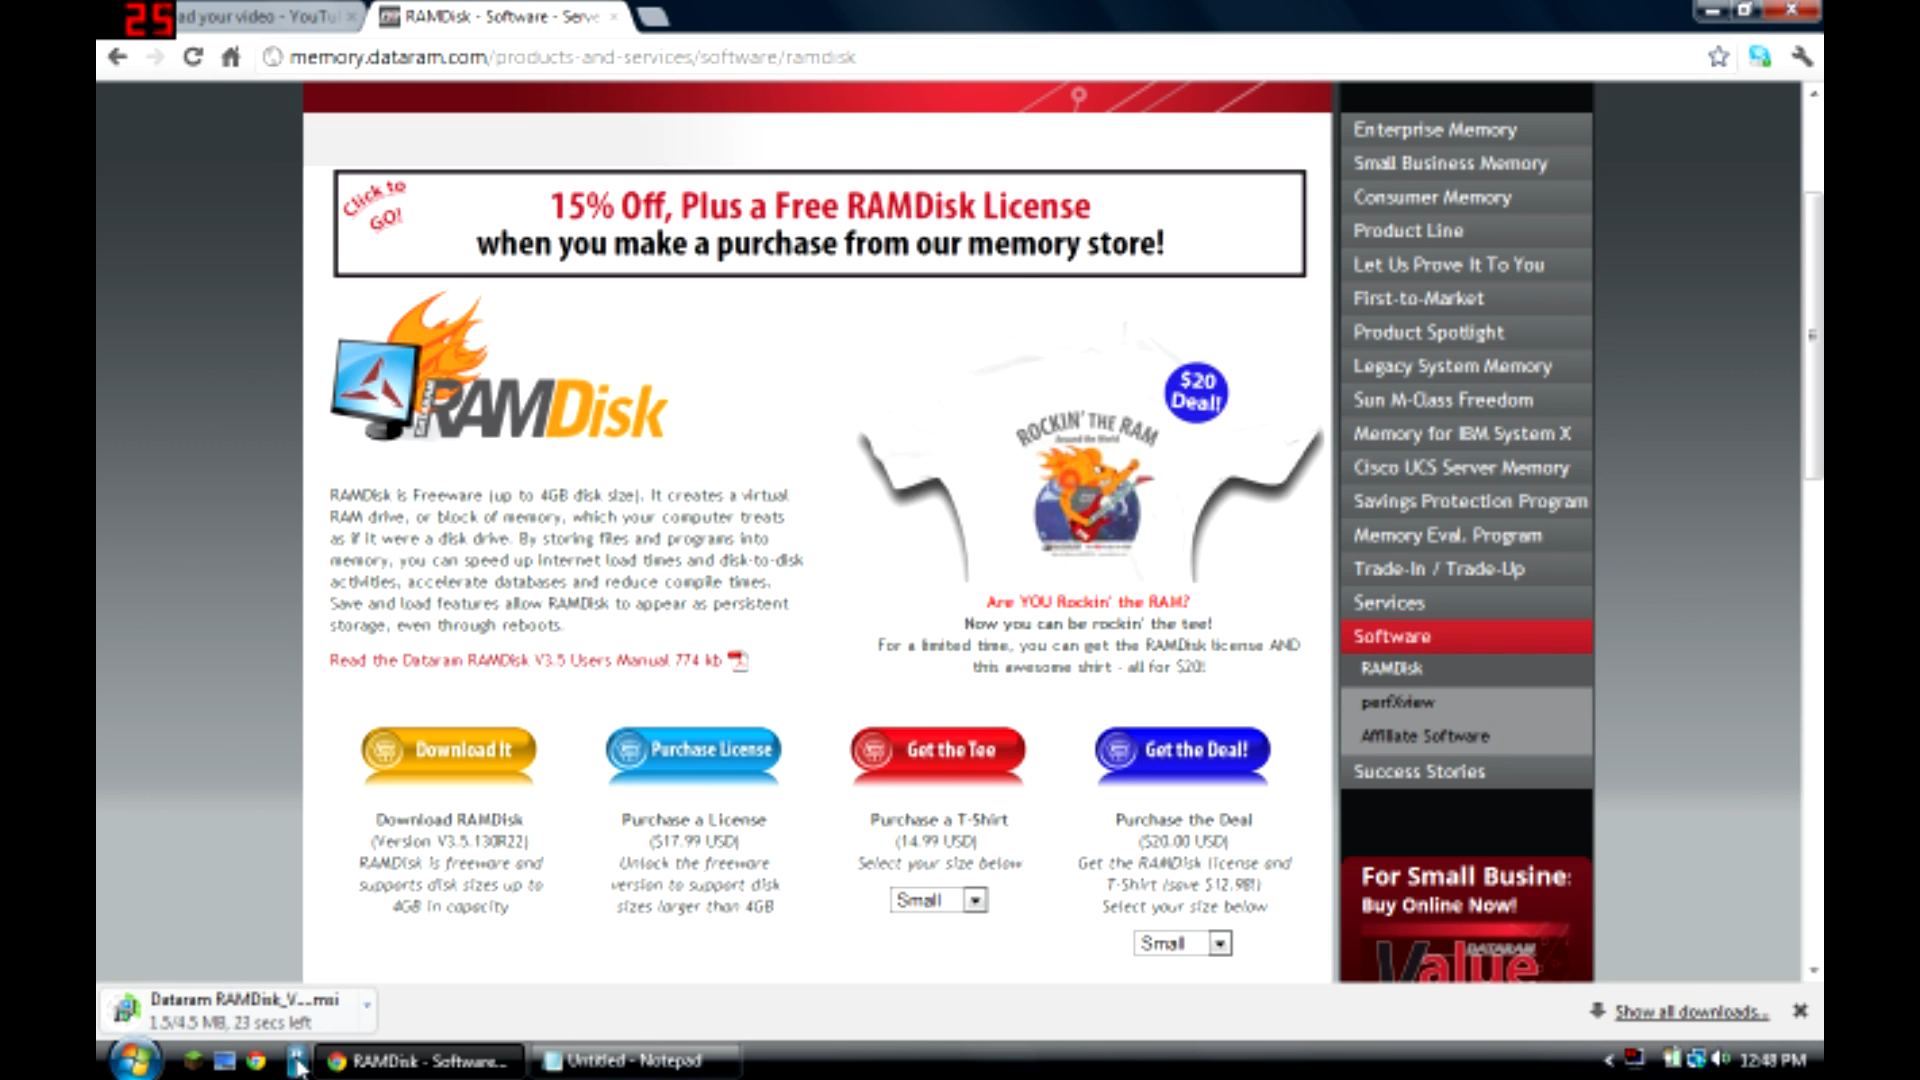 25
ad your video - YouTu
RAMDisk - Software - Serve
memory.dataram.com/products-and-services/software/ramdisk
Click to
GO!
15% Off, Plus a Free RAMDisk License
when you make a purchase from our memory store!
RAMDisk
$20
Deal!
ROCKIN' THE RAM
Around the World
RAMDisk is Freeware (up to 4GB disk size). It creates a virtual
RAM drive, or block of memory, which your computer treats
as if it were a disk drive. By storing files and programs into
memory, you can speed up internet load times and disk-to-disk
activities, accelerate databases and reduce compile times.
Save and load features allow RAMDisk to appear as persistent
storage, even through reboots.
Read the Dataram RAMDisk V3.5 Users Manual 774 kb
Are YOU Rockin' the RAM?
Now you can be rockin' the tee!
For a limited time, you can get the RAMDisk license AND
this awesome shirt - all for $20!
Download It
Purchase License
Get the Tee
Get the Deal!
Download RAMDisk
(Version V3.5.130R22)
RAMDisk is freeware and
supports disk sizes up to
4GB in capacity
Purchase a License
($17.99 USD)
Unlock the freeware
version to support disk
sizes larger than 4GB
Purchase a T-Shirt
(14.99 USD)
Select your size below
Small
Purchase the Deal
($20.00 USD)
Get the RAMDisk license and
T-Shirt (save $12.98!)
Select your size below
Small
Enterprise Memory
Small Business Memory
Consumer Memory
Product Line
Let Us Prove It To You
First-to-Market
Product Spotlight
Legacy System Memory
Sun M-Class Freedom
Memory for IBM System X
Cisco UCS Server Memory
Savings Protection Program
Memory Eval. Program
Trade-In / Trade-Up
Services
Software
RAMDisk
perfXview
Affiliate Software
Success Stories
For Small Busine
Buy Online Now!
DATARAM
Value
Dataram RAMDisk_V....msi
1.5/4.5 MB, 23 secs left
Show all downloads...
RAMDisk - Software...
Untitled - Notepad
12:48 PM